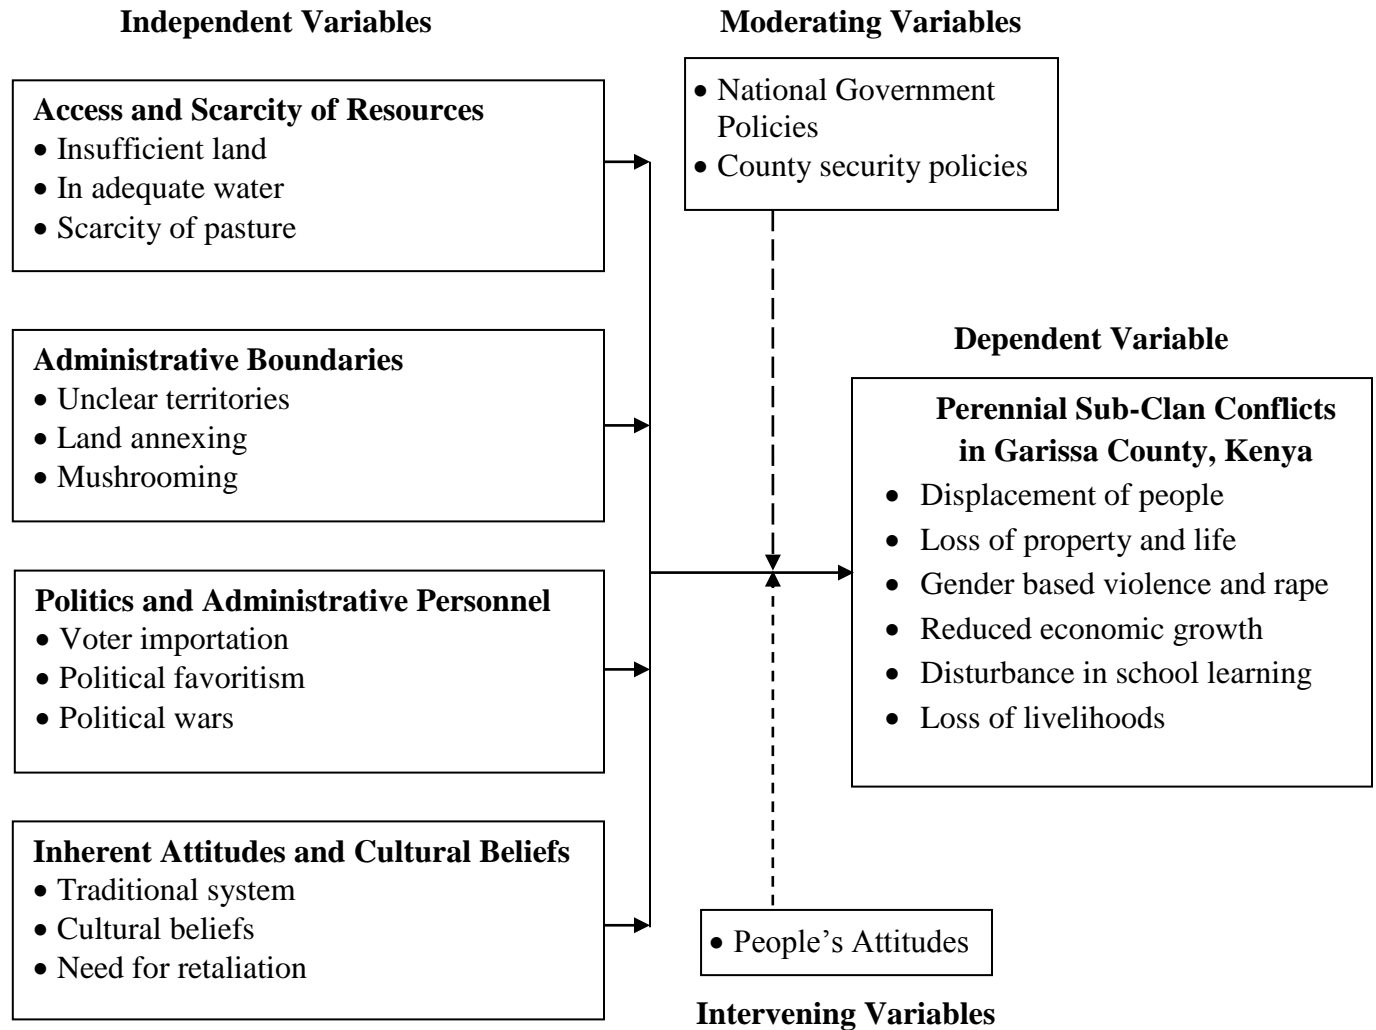 Independent Variables
Access and Scarcity of Resources
• Insufficient land
• In adequate water
• Scarcity of pasture
Administrative Boundaries
• Unclear territories
• Land annexing
• Mushrooming
Politics and Administrative Personnel
• Voter importation
• Political favoritism
• Political wars
Inherent Attitudes and Cultural Beliefs
• Traditional system
• Cultural beliefs
• Need for retaliation
Moderating Variables
• National Government
Policies
• County security policies
Dependent Variable
Perennial Sub-Clan Conflicts
in Garissa County, Kenya
• Displacement of people
• Loss of property and life
• Gender based violence and rape
• Reduced economic growth
• Disturbance in school learning
• Loss of livelihoods
• People’s Attitudes
Intervening Variables